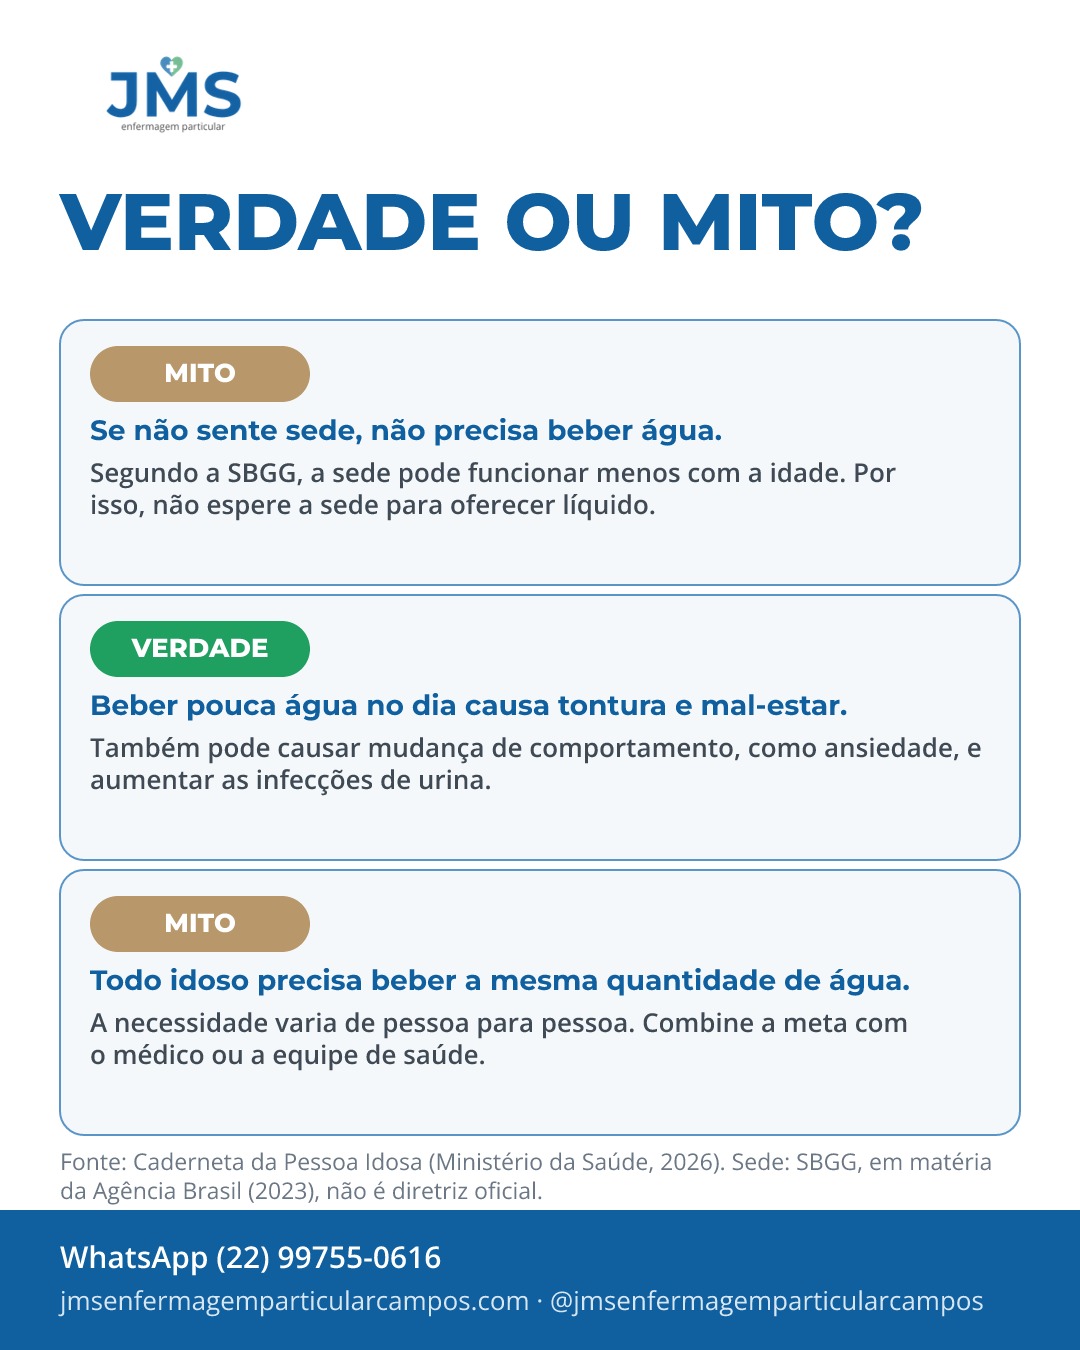 JMS
enfermagem particular
VERDADE OU MITO?
MITO
Se não sente sede, não precisa beber água.
Segundo a SBGG, a sede pode funcionar menos com a idade. Por
isso, não espere a sede para oferecer líquido.
VERDADE
Beber pouca água no dia causa tontura e mal-estar.
Também pode causar mudança de comportamento, como ansiedade, e
aumentar as infecções de urina.
MITO
Todo idoso precisa beber a mesma quantidade de água.
A necessidade varia de pessoa para pessoa. Combine a meta com
o médico ou a equipe de saúde.
Fonte: Caderneta da Pessoa Idosa (Ministério da Saúde, 2026). Sede: SBGG, em matéria
da Agência Brasil (2023), não é diretriz oficial.
WhatsApp (22) 99755-0616
jmsenfermagemparticularcampos.com · @jmsenfermagemparticularcampos